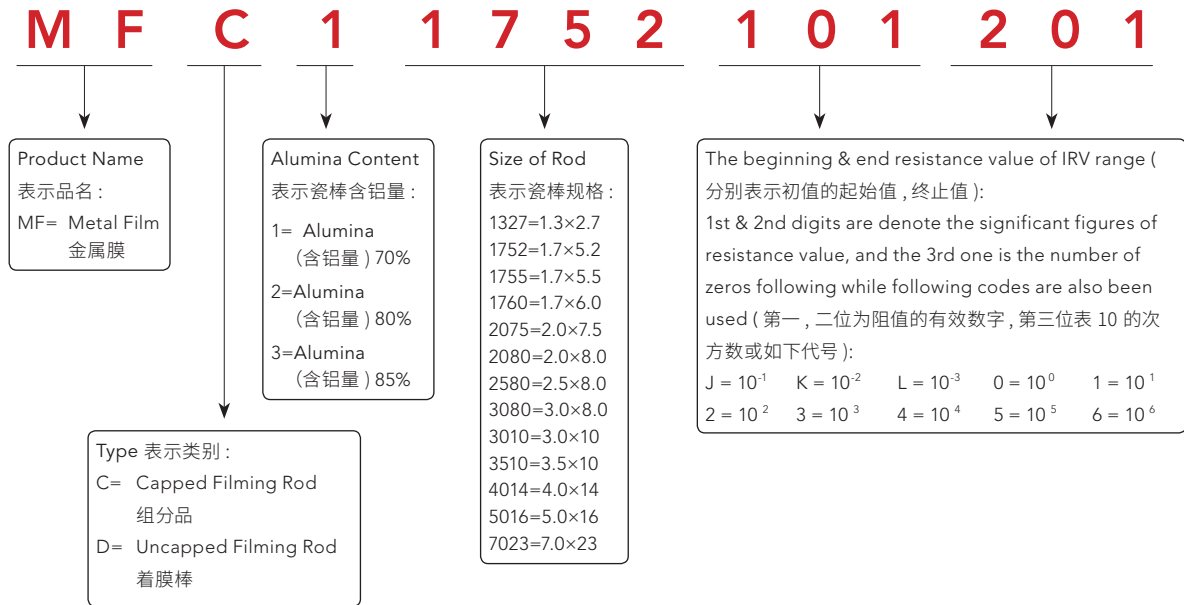 M F C 1 1 7 5 2 1 0 1 2 0 1
Product Name
表示品名 :
MF= Metal Film
金属膜
Type 表示类别 :
C= Capped Filming Rod
组分品
D= Uncapped Filming Rod
着膜棒
Alumina Content
表示瓷棒含铝量 :
1= Alumina
(含铝量 ) 70%
2=Alumina
(含铝量 ) 80%
3=Alumina
(含铝量 ) 85%
Size of Rod
表示瓷棒规格 :
1327=1.3×2.7
1752=1.7×5.2
1755=1.7×5.5
1760=1.7×6.0
2075=2.0×7.5
2080=2.0×8.0
2580=2.5×8.0
3080=3.0×8.0
3010=3.0×10
3510=3.5×10
4014=4.0×14
5016=5.0×16
7023=7.0×23
The beginning & end resistance value of IRV range (
分别表示初值的起始值 , 终止值 ):
1st & 2nd digits are denote the significant figures of
resistance value, and the 3rd one is the number of
zeros following while following codes are also been
used ( 第一 , 二位为阻值的有效数字 , 第三位表 10 的次
方数或如下代号 ):
J = 10⁻¹ K = 10⁻² L = 10⁻³ 0 = 10⁰ 1 = 10¹
2 = 10² 3 = 10³ 4 = 10⁴ 5 = 10⁵ 6 = 10⁶